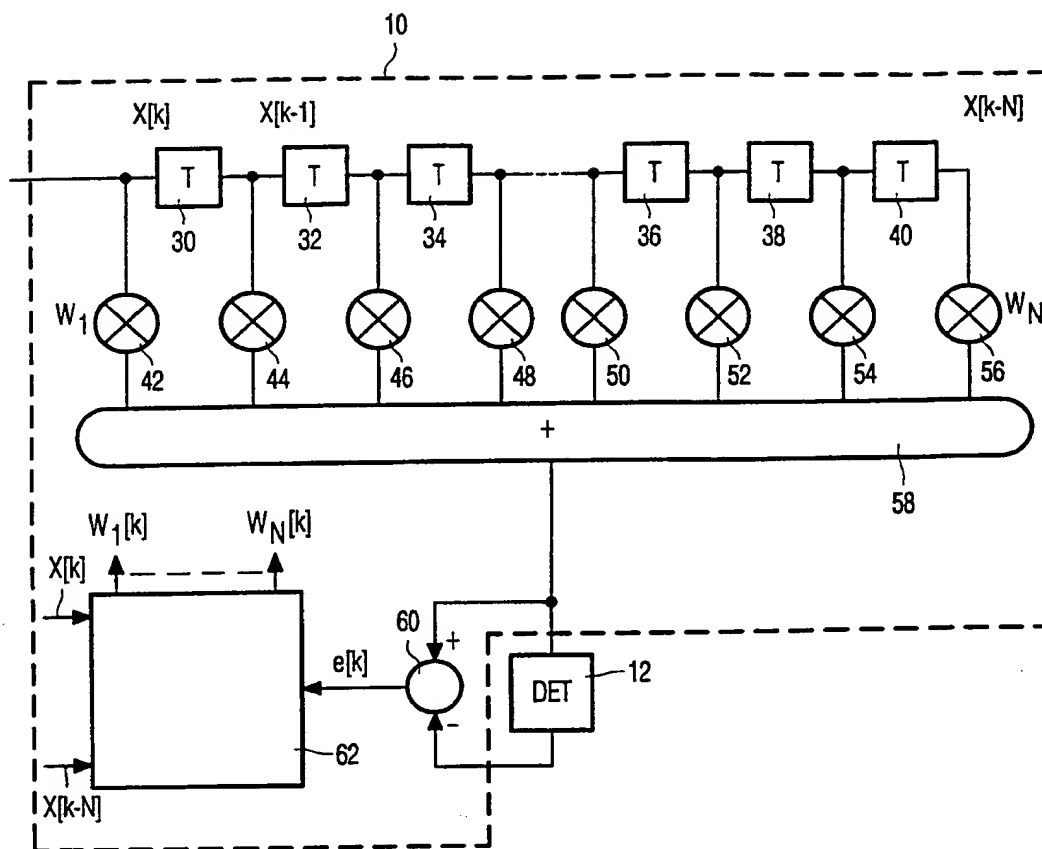 10
X[k] X[k-1] X[k-N]
T T T T T T
30 32 34 36 38 40
W1 WN
42 44 46 48 50 52 54 56
+
58
W1[k] WN[k]
X[k]
60 +
12
e[k] DET
-
62
X[k-N]